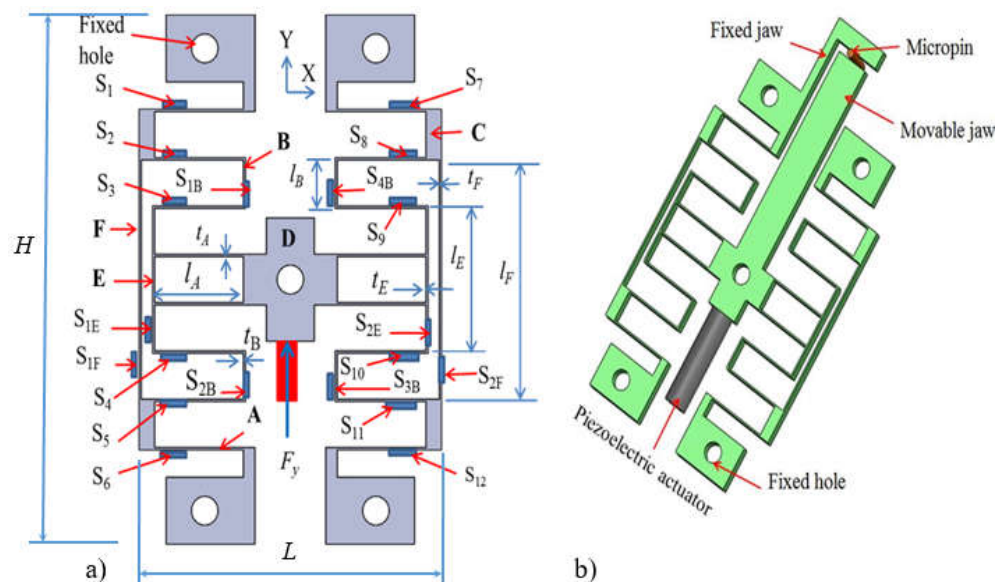 Fixed
hole
Y
X
S1
S7
S2
B
S8
C
S3
S1B
lB
S4B
tF
F
S9
H
tA
D
lE
lF
E
lA
tE
S1E
tB
S2E
S1F
S2B
S10
S3B
S2F
S4
A
S11
S5
S6
Fy
S12
L
a)
Fixed jaw
Micropin
Movable jaw
Piezoelectric actuator
Fixed hole
b)